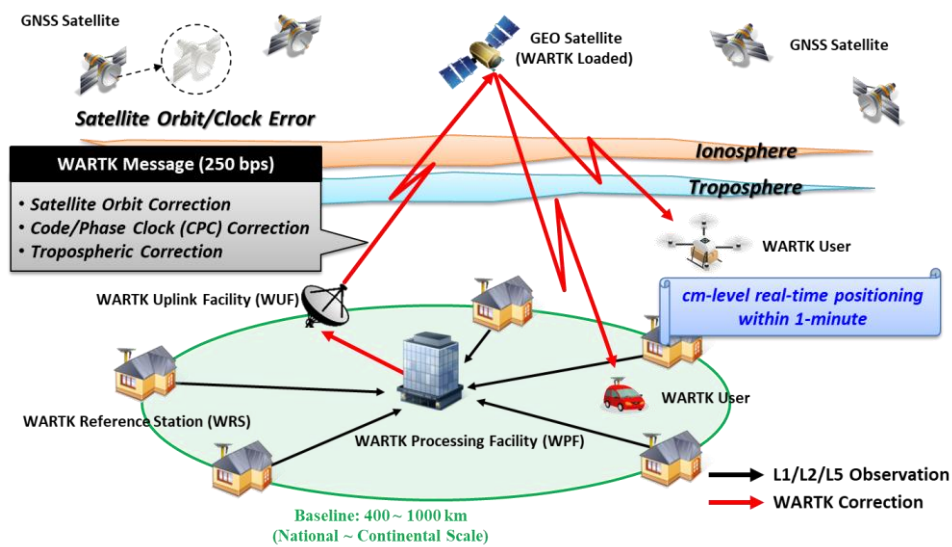 GNSS Satellite
GEO Satellite
(WARTK Loaded)
GNSS Satellite
Satellite Orbit/Clock Error
Ionosphere
WARTK Message (250 bps)
• Satellite Orbit Correction
• Code/Phase Clock (CPC) Correction
• Tropospheric Correction
Troposphere
WARTK User
WARTK Uplink Facility (WUF)
cm-level real-time positioning
within 1-minute
WARTK User
WARTK Reference Station (WRS)
WARTK Processing Facility (WPF)
L1/L2/L5 Observation
WARTK Correction
Baseline: 400 ~ 1000 km
(National ~ Continental Scale)